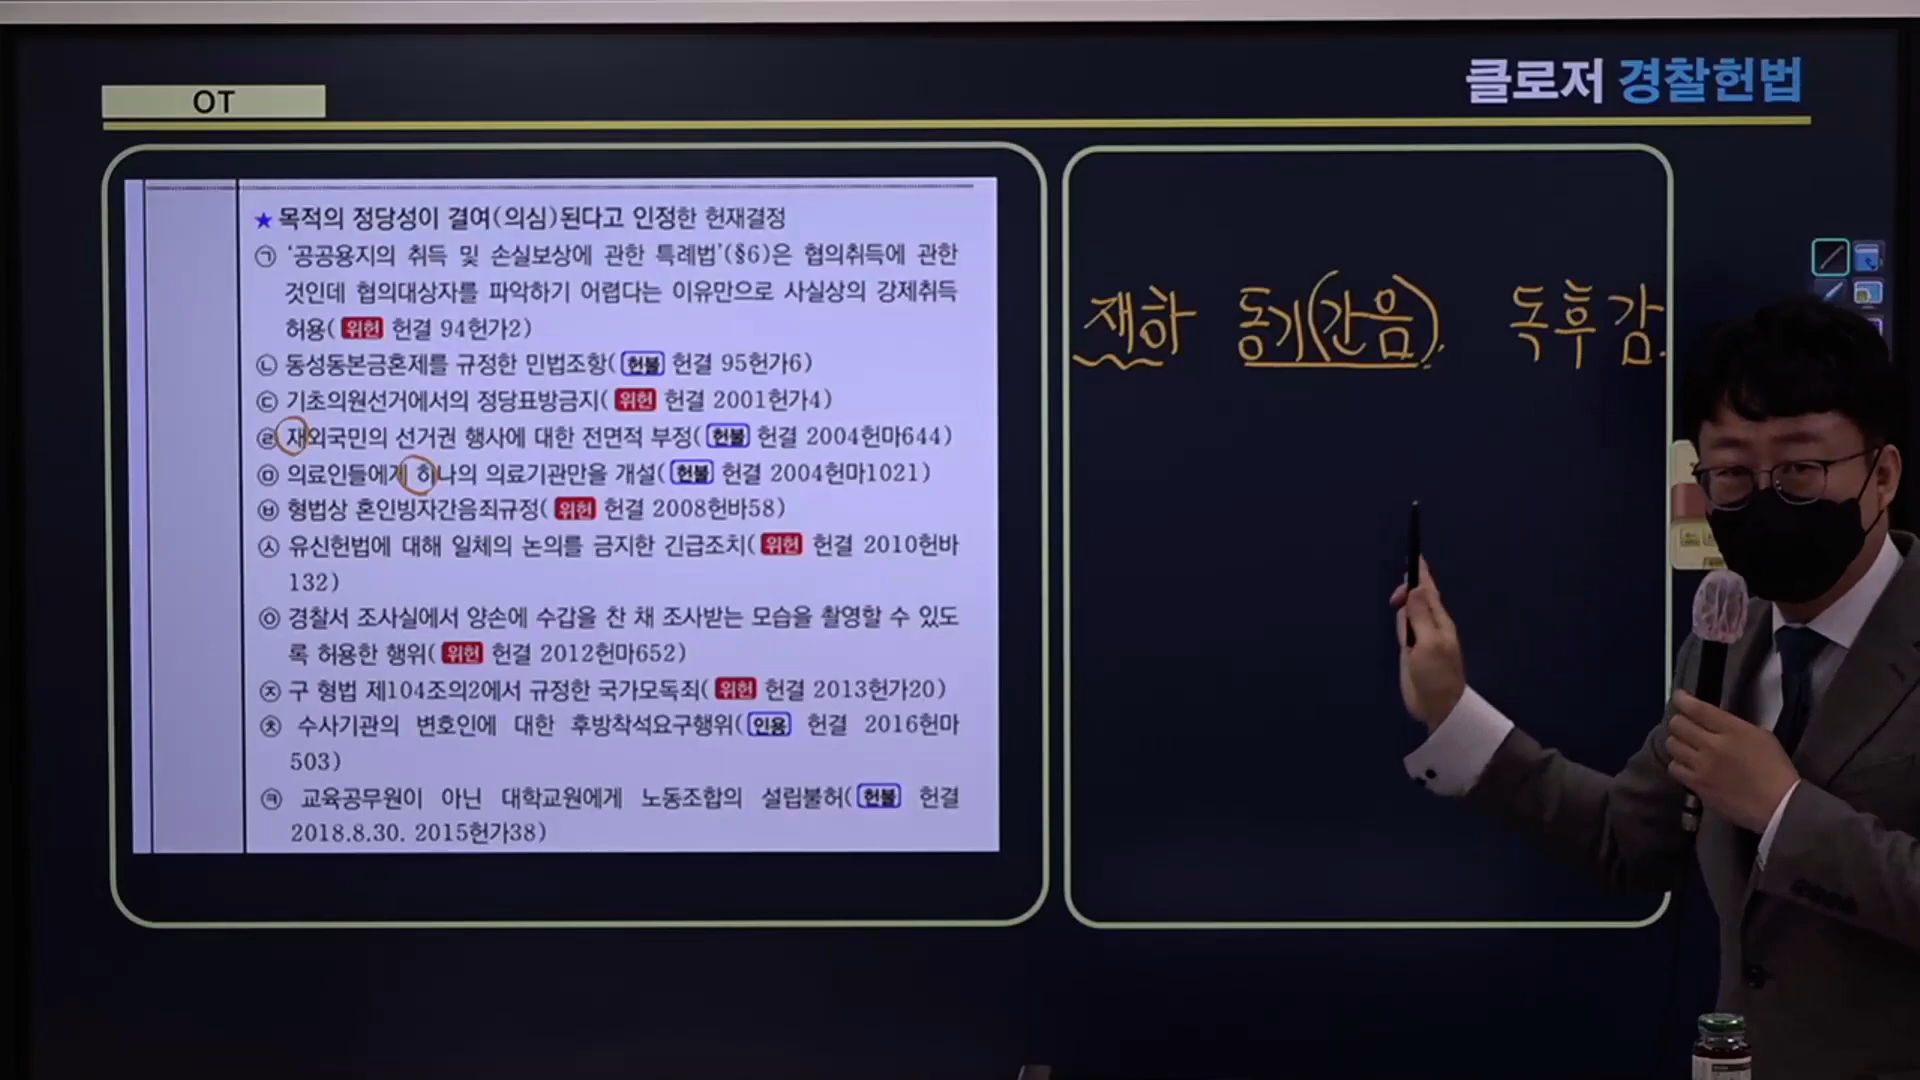 OT
클로저 경찰헌법
★ 목적의 정당성이 결여(의심)된다고 인정한 헌재결정
㉠ ‘공공용지의 취득 및 손실보상에 관한 특례법’(§6)은 협의취득에 관한
것인데 협의대상자를 파악하기 어렵다는 이유만으로 사실상의 강제취득
허용( 위헌 헌결 94헌가2)
㉡ 동성동본금혼제를 규정한 민법조항( 헌불 헌결 95헌가6)
㉢ 기초의원선거에서의 정당표방금지( 위헌 헌결 2001헌가4)
㉣ 재외국민의 선거권 행사에 대한 전면적 부정( 헌불 헌결 2004헌마644)
㉤ 의료인들에게 하나의 의료기관만을 개설( 헌불 헌결 2004헌마1021)
㉥ 형법상 혼인빙자간음죄규정( 위헌 헌결 2008헌바58)
㉦ 유신헌법에 대해 일체의 논의를 금지한 긴급조치( 위헌 헌결 2010헌바
132)
㉧ 경찰서 조사실에서 양손에 수갑을 찬 채 조사받는 모습을 촬영할 수 있도
록 허용한 행위( 위헌 헌결 2012헌마652)
㉨ 구 형법 제104조의2에서 규정한 국가모독죄( 위헌 헌결 2013헌가20)
㉩ 수사기관의 변호인에 대한 후방착석요구행위( 인용 헌결 2016헌마
503)
㉪ 교육공무원이 아닌 대학교원에게 노동조합의 설립불허( 헌불 헌결
2018.8.30. 2015헌가38)
재하 동기(간음). 독후감.